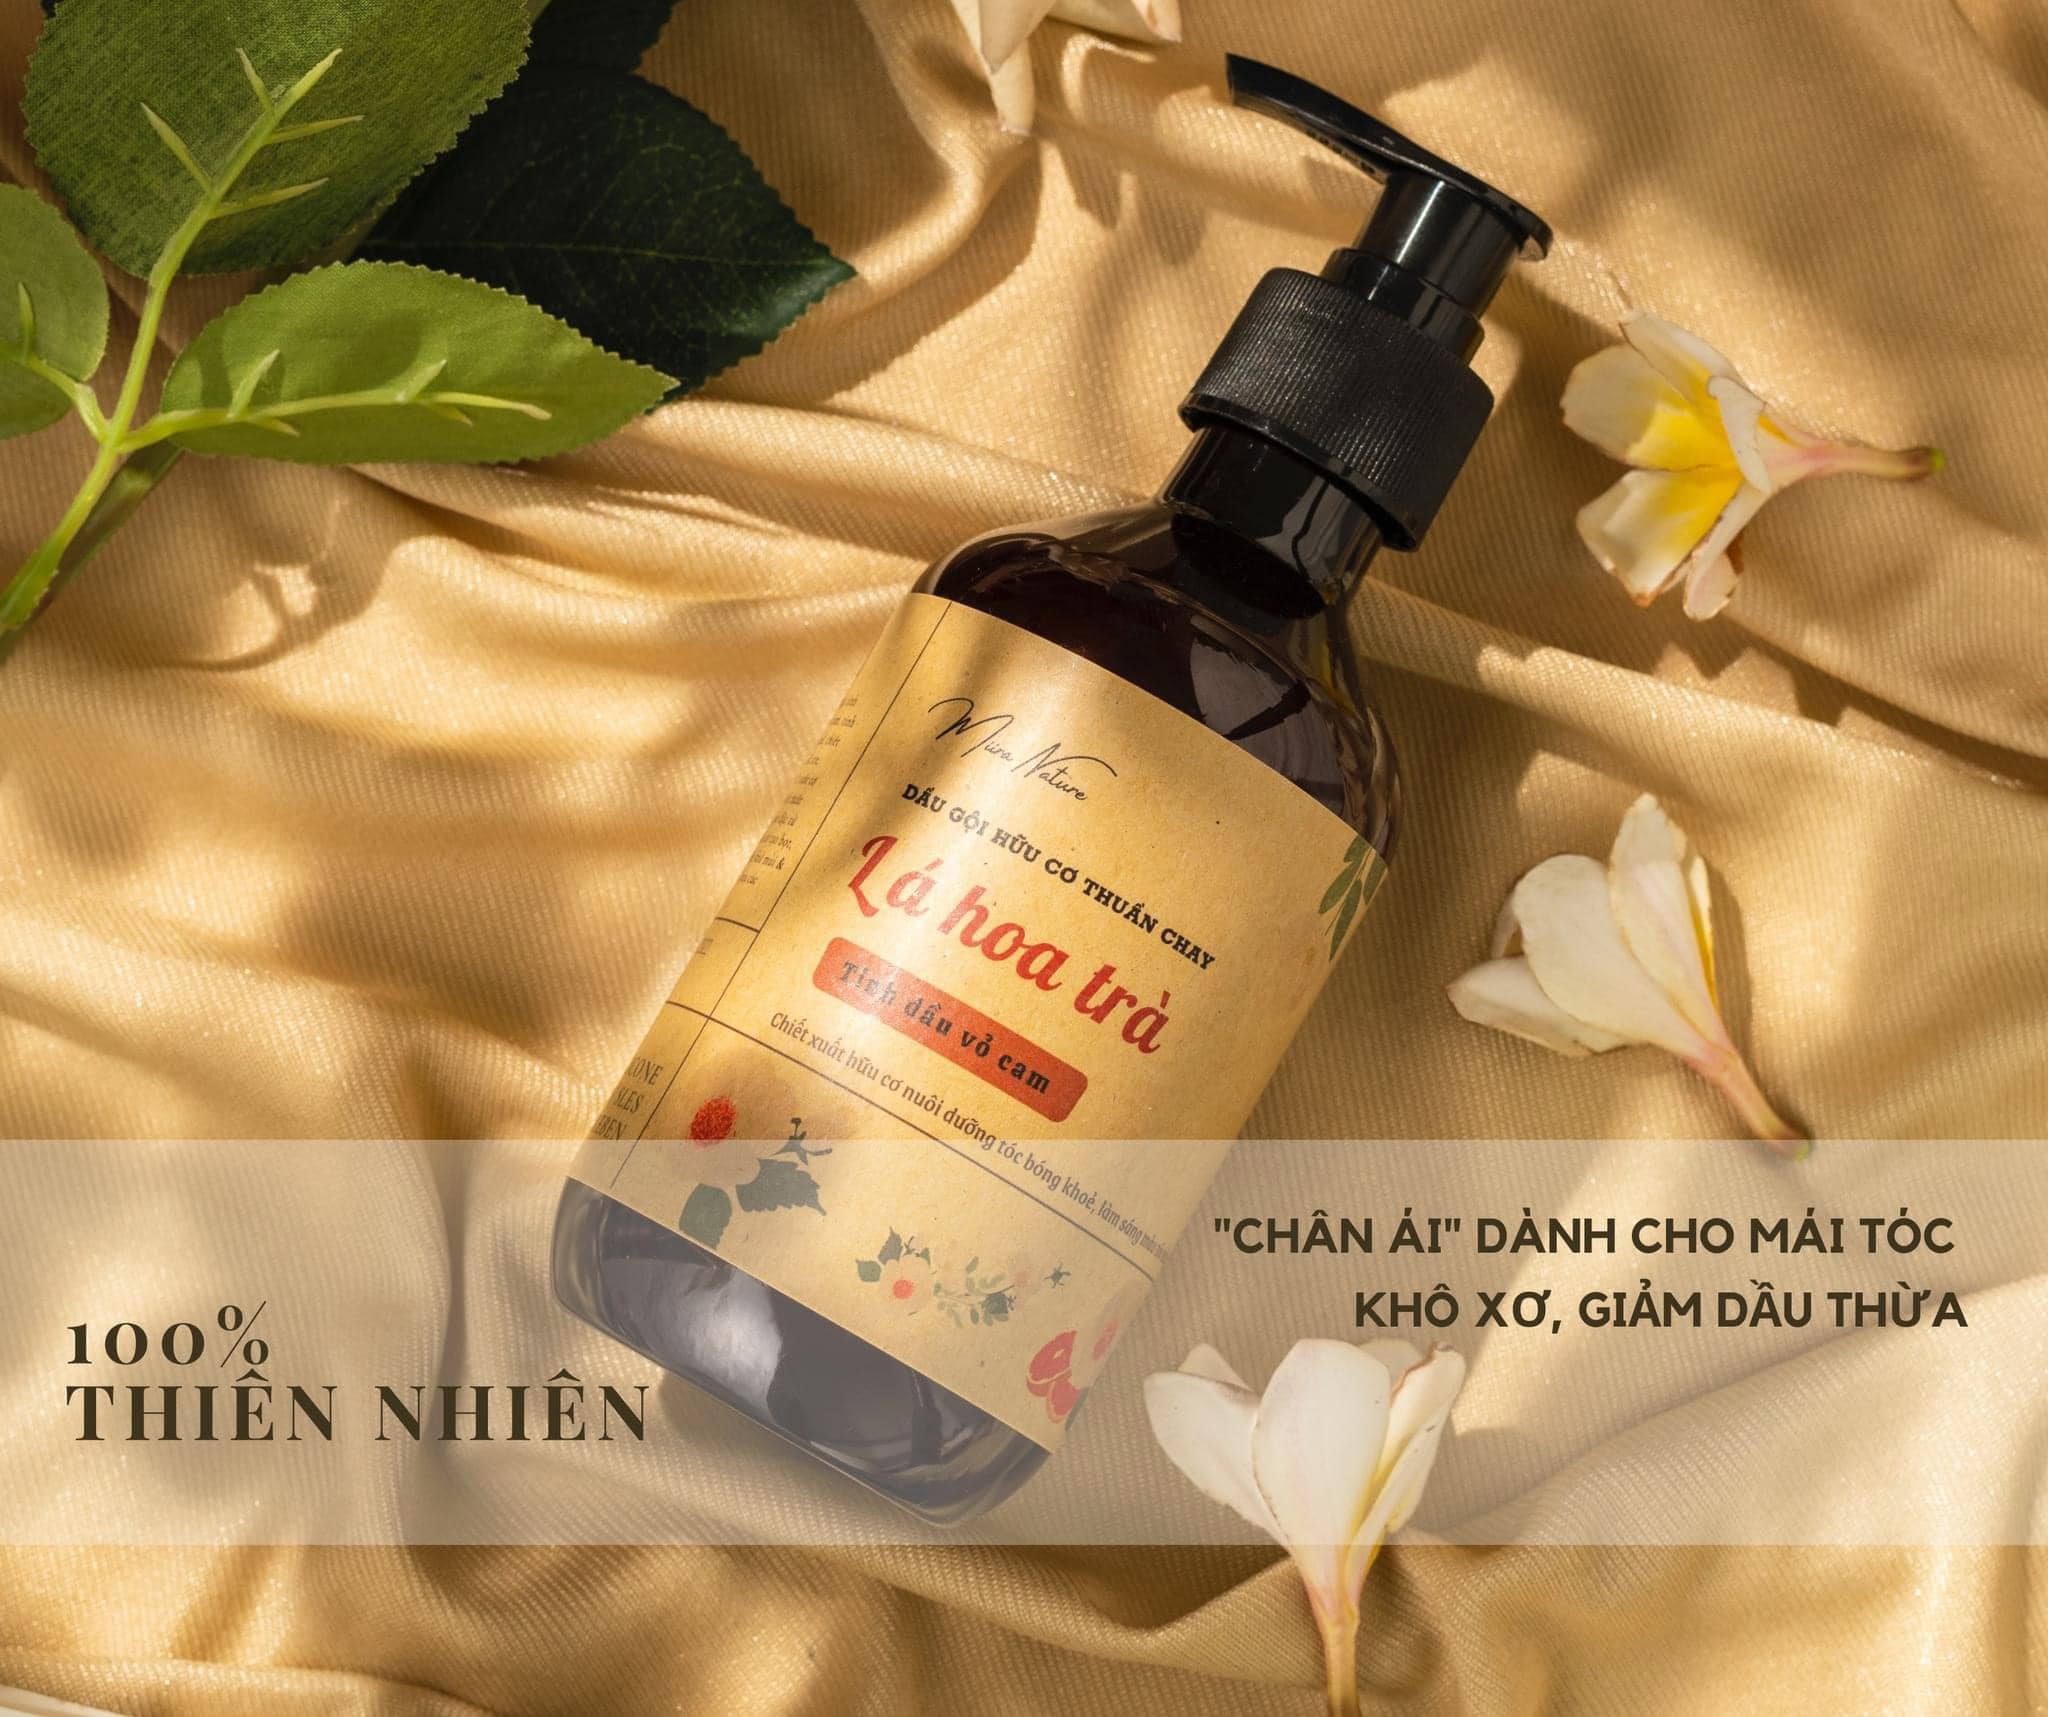 Miira Nature
DẦU GỘI HỮU CƠ THUẦN CHAY
Lá hoa trà
Tinh dầu vỏ cam
Chiết xuất hữu cơ nuôi dưỡng tóc bóng khoẻ, làm sáng
"CHÂN ÁI" DÀNH CHO MÁI TÓC
KHÔ XƠ, GIẢM DẦU THỪA
100%
THIÊN NHIÊN